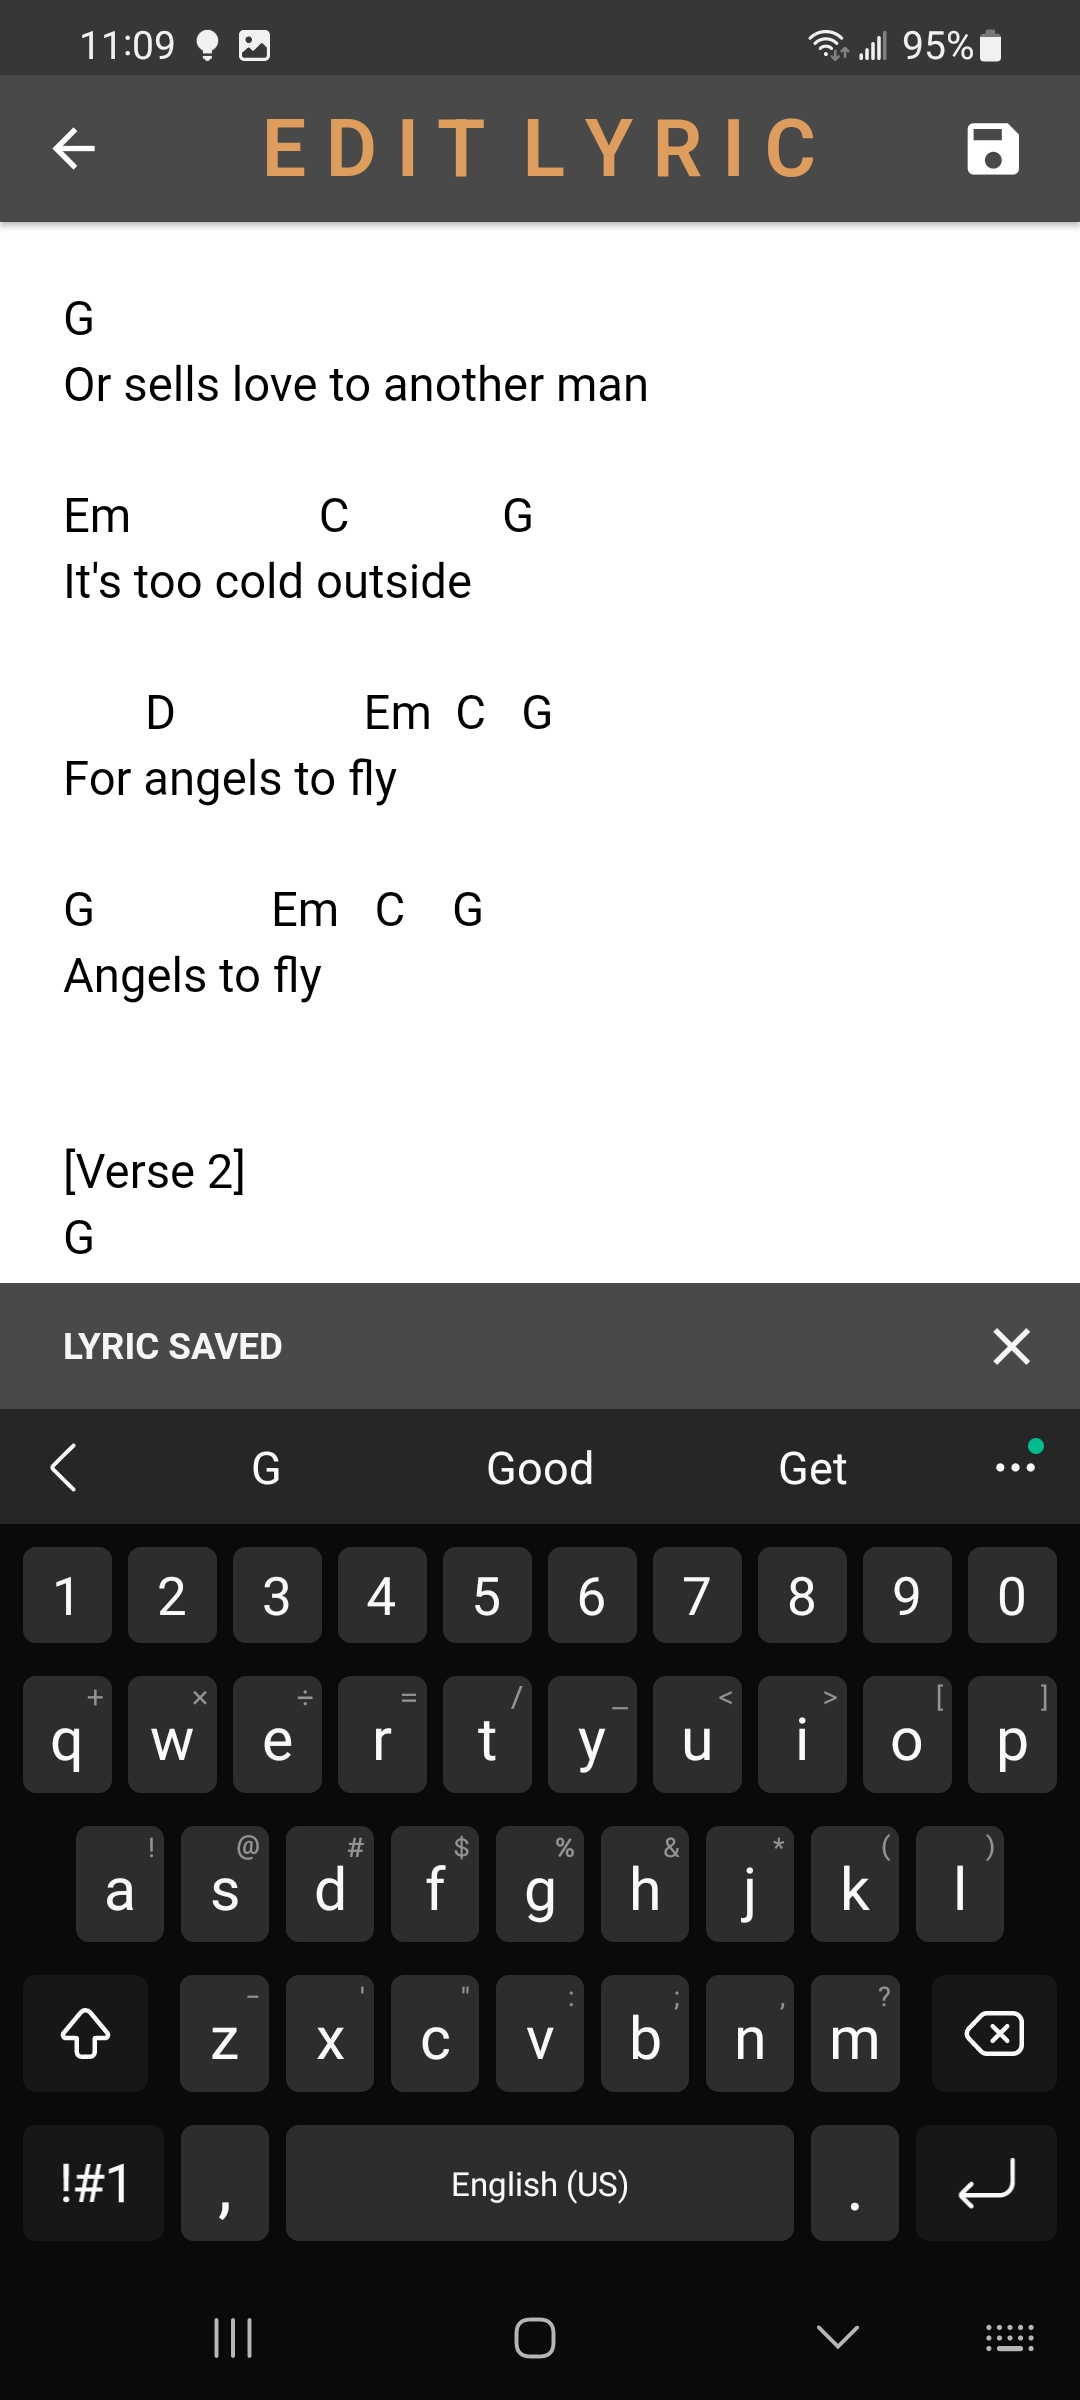 11:09 95%
EDIT LYRIC
G
Or sells love to another man
Em C G
It's too cold outside
D Em C G
For angels to fly
G Em C G
Angels to fly
[Verse 2]
G
LYRIC SAVED
G Good Get
1 2 3 4 5 6 7 8 9 0
+ × ÷ = / _ < > [ ]
q w e r t y u i o p
! @ # $ % & * ( )
a s d f g h j k l
- ' " : ; , ?
z x c v b n m
!#1 , English (US) .